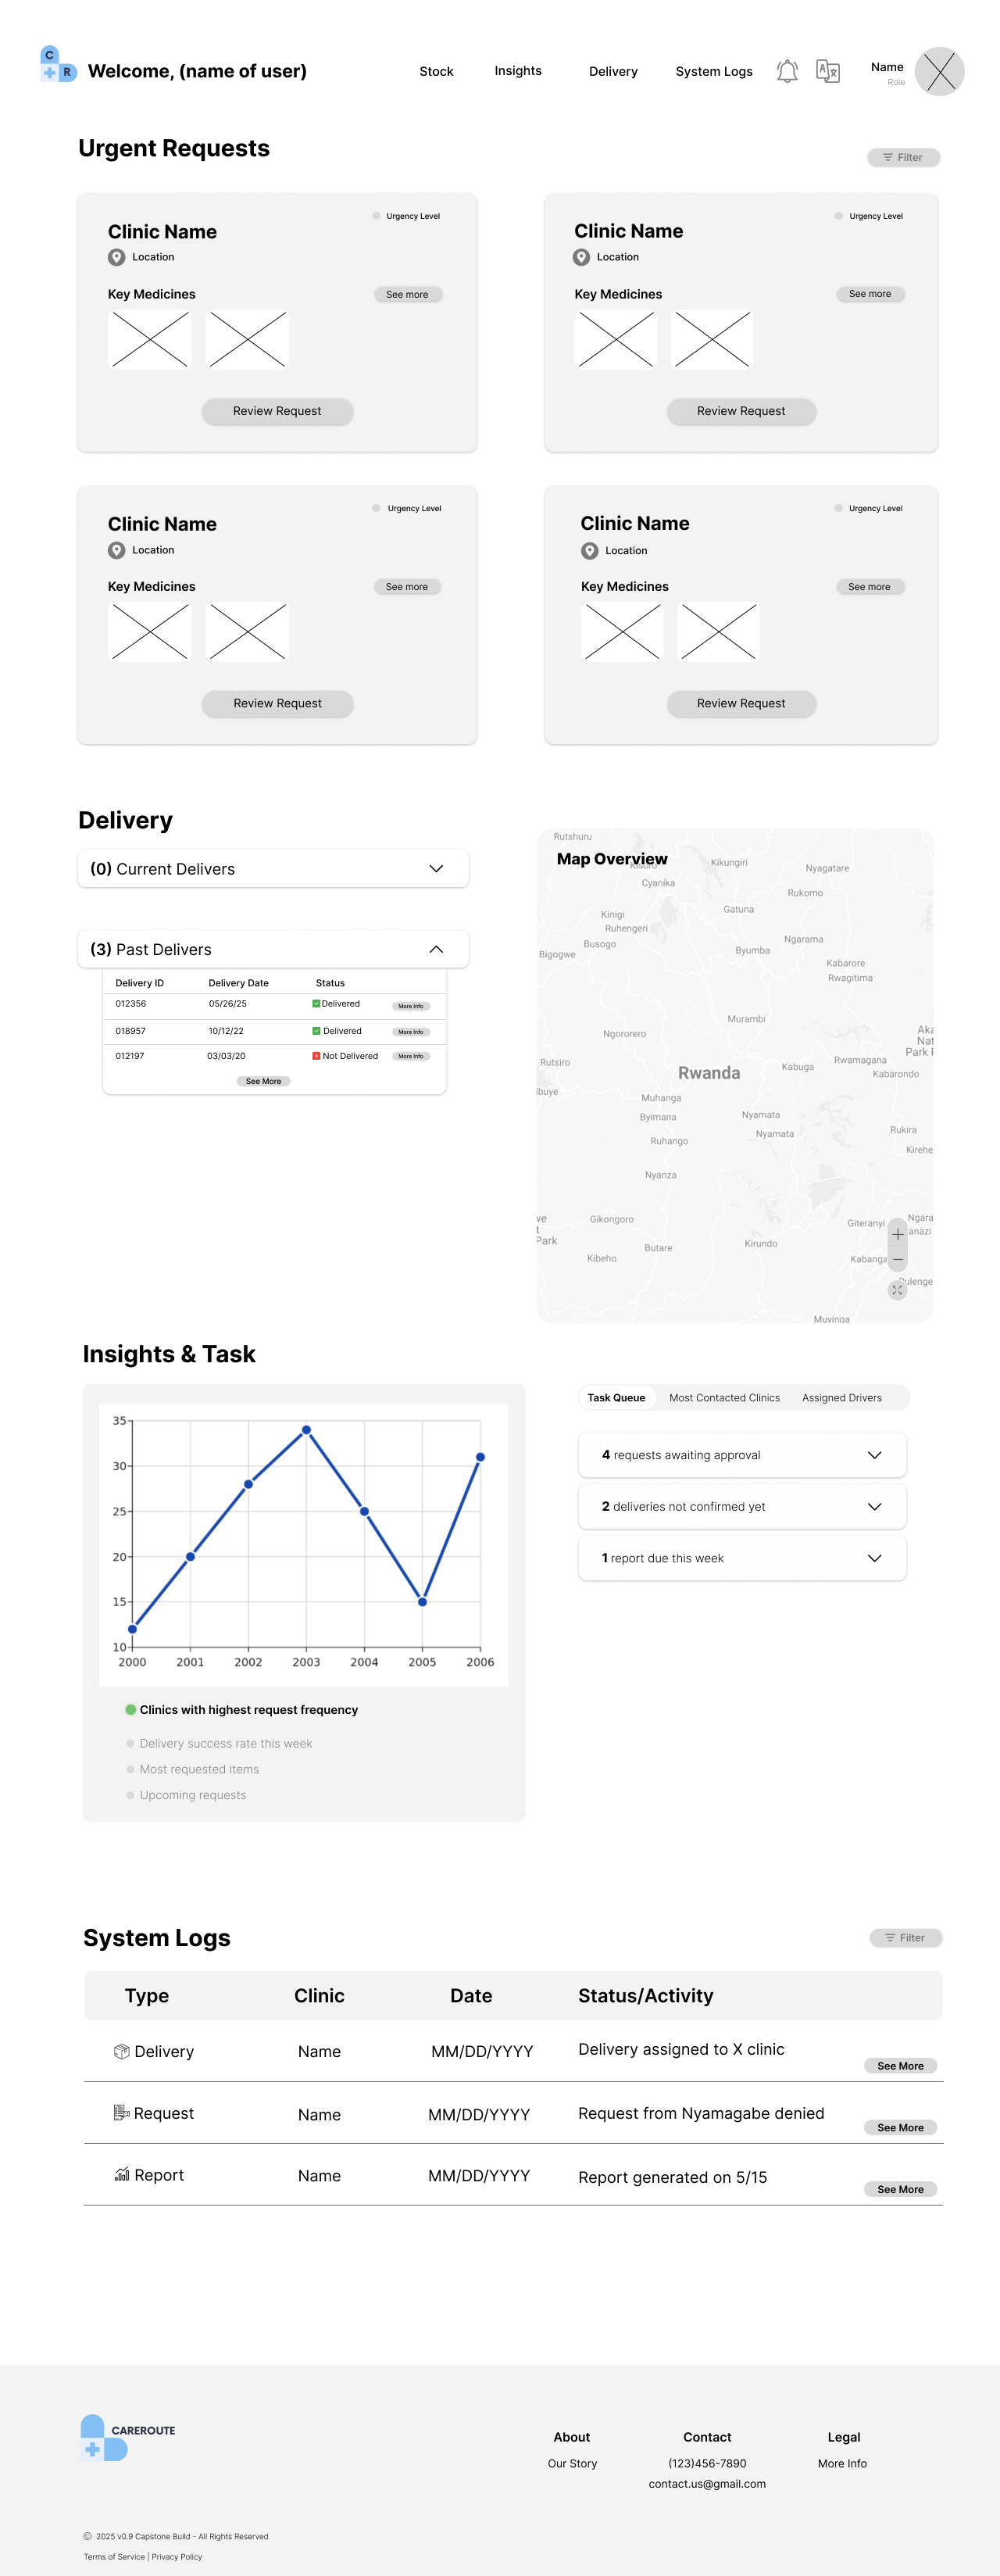 C
R
Welcome, (name of user)
Stock
Insights
Delivery
System Logs
A
Name
Role
Urgent Requests
Filter
Clinic Name
Urgency Level
Location
Key Medicines
See more
Review Request
Clinic Name
Urgency Level
Location
Key Medicines
See more
Review Request
Clinic Name
Urgency Level
Location
Key Medicines
See more
Review Request
Clinic Name
Urgency Level
Location
Key Medicines
See more
Review Request
Delivery
(0) Current Delivers
(3) Past Delivers
Delivery ID Delivery Date Status
012356 05/26/25 Delivered More Info
018957 10/12/22 Delivered More Info
012197 03/03/20 Not Delivered More Info
See More
Map Overview
Rutshuru
Kisoro
Kikungiri
Nyagatare
Cyanika
Rukomo
Gatuna
Kinigi
Ruhengeri
Ngarama
Busogo
Byumba
Bigogwe
Kabarore
Rwagitima
Murambi
Ngororero
Aka
Nat
Park
Rutsiro
Rwamagana
Kabuga
Kabarondo
Rwanda
ibuye
Muhanga
Byimana
Nyamata
Nyamata
Rukira
Ruhango
Kirehe
Nyanza
we
t
Park
Gikongoro
Giteranyi
Ngara
anazi
Kirundo
Butare
Kibeho
Kabanga
Rulenge
Muyinga
Insights & Task
35
30
25
20
15
10
2000 2001 2002 2003 2004 2005 2006
Clinics with highest request frequency
Delivery success rate this week
Most requested items
Upcoming requests
Task Queue
Most Contacted Clinics
Assigned Drivers
4 requests awaiting approval
2 deliveries not confirmed yet
1 report due this week
System Logs
Filter
Type Clinic Date Status/Activity
Delivery Name MM/DD/YYYY Delivery assigned to X clinic See More
Request Name MM/DD/YYYY Request from Nyamagabe denied See More
Report Name MM/DD/YYYY Report generated on 5/15 See More
CAREROUTE
About
Our Story
Contact
(123)456-7890
contact.us@gmail.com
Legal
More Info
© 2025 v0.9 Capstone Build - All Rights Reserved
Terms of Service | Privacy Policy